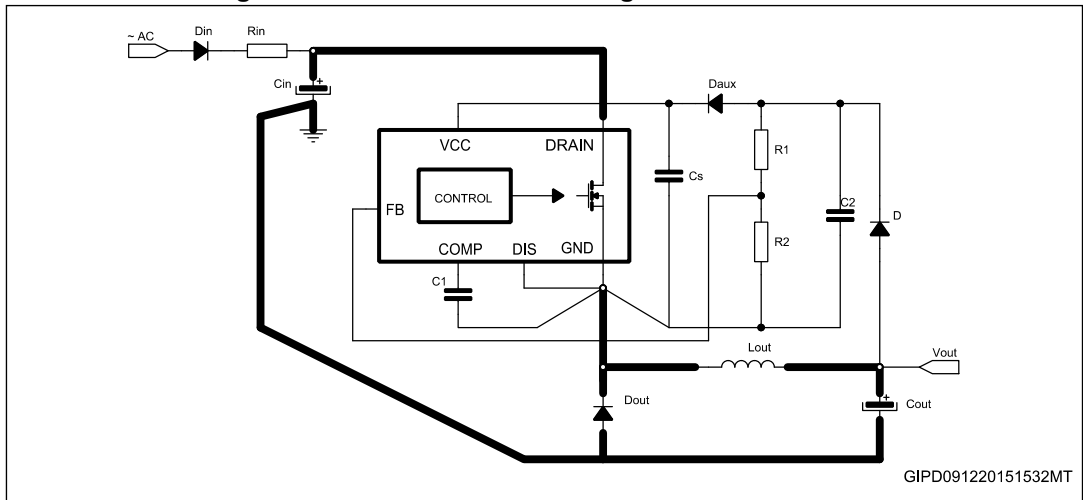 ~ AC
Din
Rin
Cin
+
Daux
VCC
DRAIN
R1
Cs
CONTROL
FB
C2
D
R2
COMP
DIS
GND
C1
Lout
Vout
Dout
+
Cout
GIPD091220151532MT